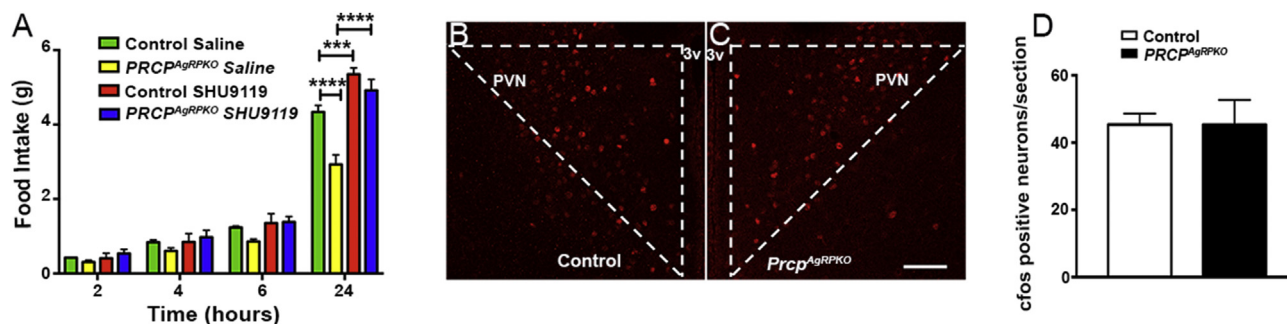 A
Food Intake (g)
6
4
2
0
Control Saline
PRCP^AgRPKO Saline
Control SHU9119
PRCP^AgRPKO SHU9119
****
***
****
2 4 6 24
Time (hours)
B
PVN
3v
Control
C
3v
PVN
Prcp^AgRPKO
D
Control
PRCP^AgRPKO
cfos positive neurons/section
60
40
20
0